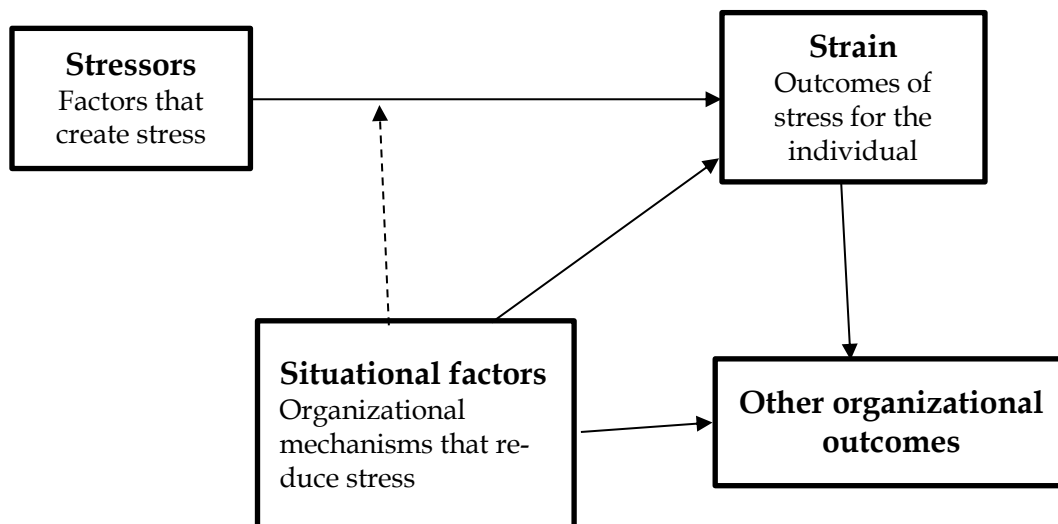 Stressors
Factors that
create stress
Strain
Outcomes of
stress for the
individual
Situational factors
Organizational
mechanisms that re-
duce stress
Other organizational
outcomes